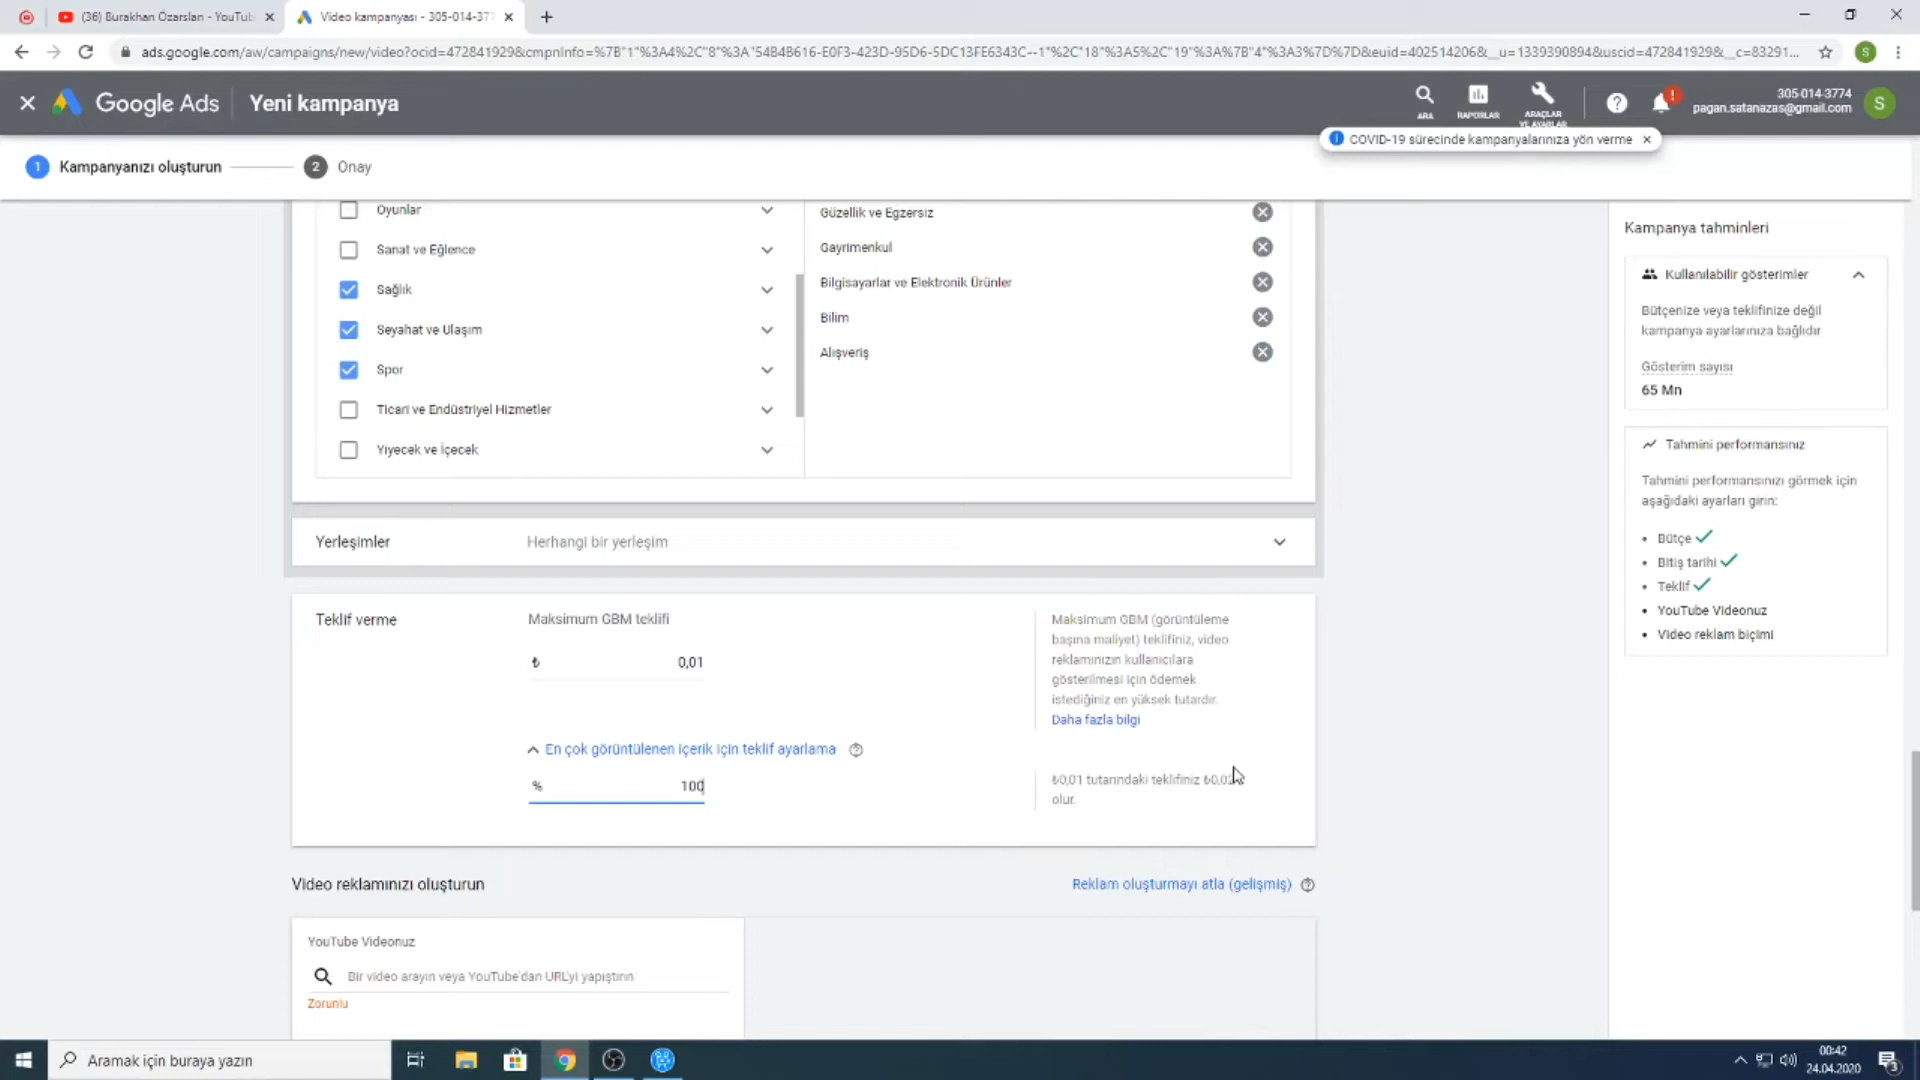 (36) Burakhan Özarslan - YouTub
Video kampanyası - 305-014-377
ads.google.com/aw/campaigns/new/video?ocid=472841929&cmpnInfo=%7B"1"%3A4%2C"8"%3A"54B4B616-E0F3-423D-95D6-5DC13FE6343C--1"%2C"18"%3A5%2C"19"%3A%7B"4"%3A3%7D%7D&euid=402514206&__u=1339390894&uscid=472841929&__c=83291...
S
Google Ads
Yeni kampanya
ARA
RAPORLAR
ARAÇLAR
VE AYARLAR
305-014-3774
pagan.satanazas@gmail.com
S
COVID-19 sürecinde kampanyalarınıza yön verme
1 Kampanyanızı oluşturun
2 Onay
Oyunlar
Sanat ve Eğlence
Sağlık
Seyahat ve Ulaşım
Spor
Ticari ve Endüstriyel Hizmetler
Yiyecek ve İçecek
Güzellik ve Egzersiz
Gayrimenkul
Bilgisayarlar ve Elektronik Ürünler
Bilim
Alışveriş
Yerleşimler
Herhangi bir yerleşim
Teklif verme
Maksimum GBM teklifi
₺ 0,01
Maksimum GBM (görüntüleme
başına maliyet) teklifiniz, video
reklamınızın kullanıcılara
gösterilmesi için ödemek
istediğiniz en yüksek tutardır.
Daha fazla bilgi
En çok görüntülenen içerik için teklif ayarlama
% 100
₺0,01 tutarındaki teklifiniz
olur.
Video reklamınızı oluşturun
Reklam oluşturmayı atla (gelişmiş)
YouTube Videonuz
Bir video arayın veya YouTube'dan URL'yi yapıştırın
Zorunlu
Kampanya tahminleri
Kullanılabilir gösterimler
Bütçenize veya teklifinize değil
kampanya ayarlarınıza bağlıdır
Gösterim sayısı
65 Mn
Tahmini performansınız
Tahmini performansınızı görmek için
aşağıdaki ayarları girin:
• Bütçe
• Bitiş tarihi
• Teklif
• YouTube Videonuz
• Video reklam biçimi
Aramak için buraya yazın
00:42
24.04.2020
3